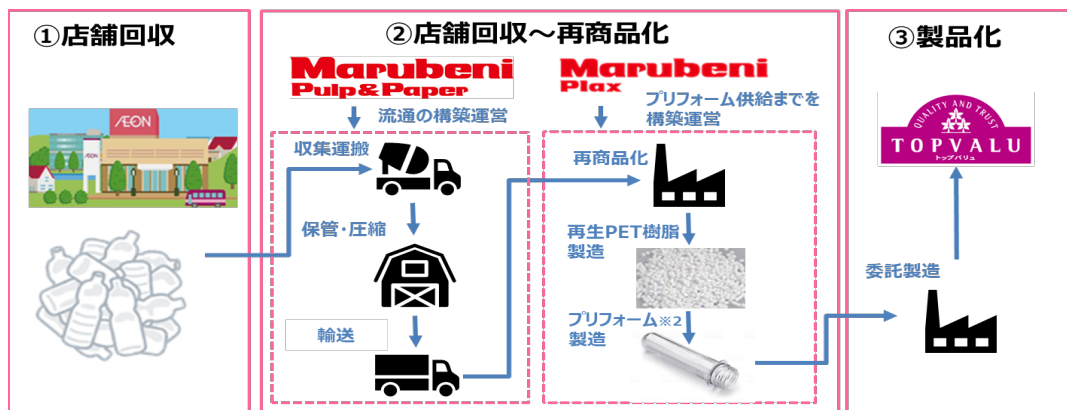 ①店舗回収
ÆON
ÆON
②店舗回収～再商品化
Marubeni
Pulp&Paper
流通の構築運営
収集運搬
保管・圧縮
輸送
Marubeni
Plax
プリフォーム供給までを
構築運営
再商品化
再生PET樹脂
製造
プリフォーム※2
製造
③製品化
QUALITY AND TRUST
TOPVALU
トップバリュ
委託製造